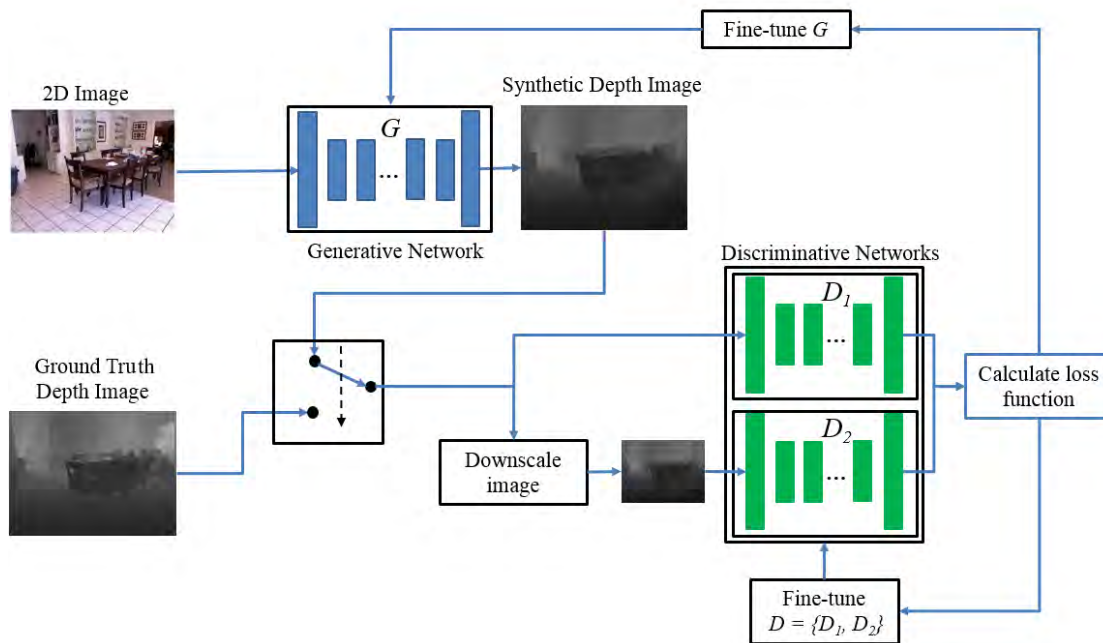 Fine-tune G
2D Image
Synthetic Depth Image
G
...
Generative Network
Discriminative Networks
D1
...
Ground Truth
Depth Image
Calculate loss
function
D2
...
Downscale
image
Fine-tune
D = {D1, D2}